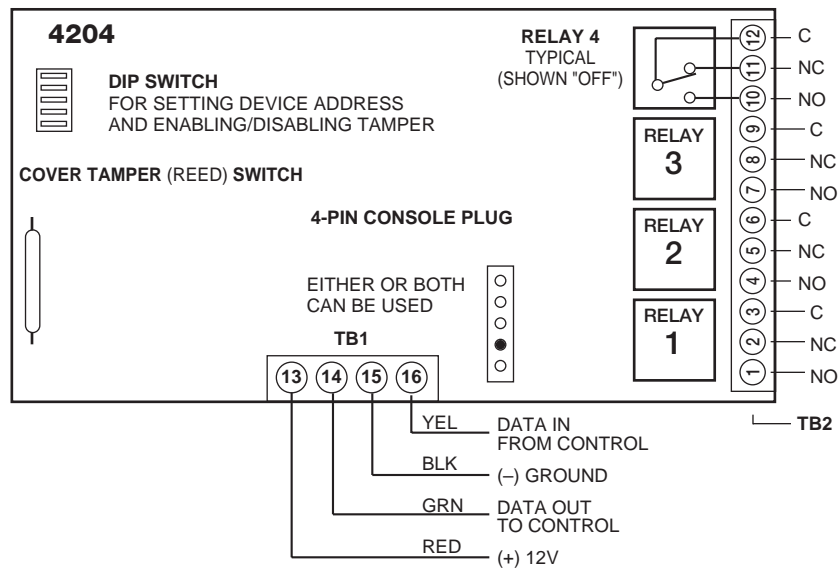 4204
DIP SWITCH
FOR SETTING DEVICE ADDRESS
AND ENABLING/DISABLING TAMPER
COVER TAMPER (REED) SWITCH
4-PIN CONSOLE PLUG
EITHER OR BOTH
CAN BE USED
TB1
13 14 15 16
RELAY 4
TYPICAL
(SHOWN "OFF")
RELAY
3
RELAY
2
RELAY
1
12 C
11 NC
10 NO
9 C
8 NC
7 NO
6 C
5 NC
4 NO
3 C
2 NC
1 NO
TB2
YEL DATA IN
FROM CONTROL
BLK (–) GROUND
GRN DATA OUT
TO CONTROL
RED (+) 12V